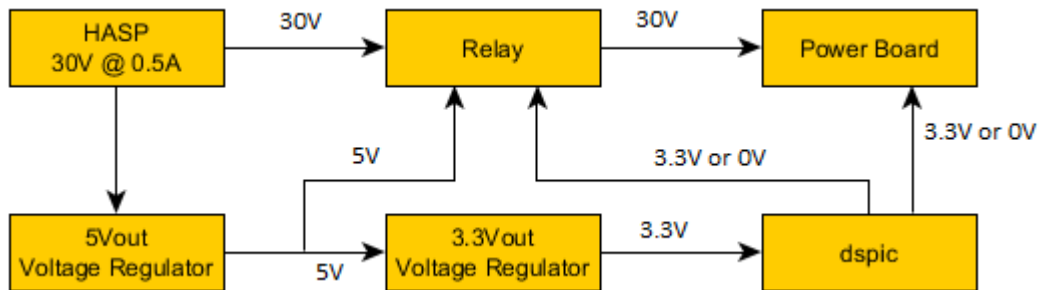 HASP
30V @ 0.5A
30V
Relay
30V
Power Board
5V
3.3V or 0V
3.3V or 0V
5Vout
Voltage Regulator
5V
3.3Vout
Voltage Regulator
3.3V
dspic